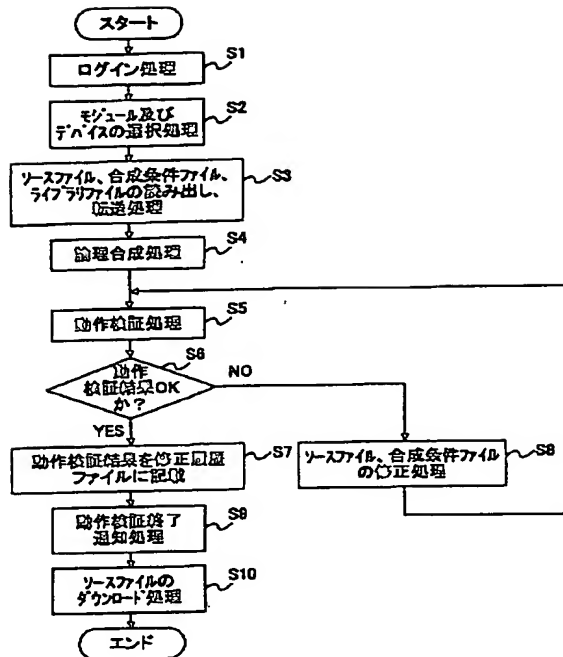 スタート
S1
ログイン処理
S2
モジュール及び
デバイスの選択処理
S3
ソースファイル、合成条件ファイル、
ライブラリファイルの読み出し、
転送処理
S4
論理合成処理
S5
動作検証処理
S6
動作
検証結果OK
か?
NO
YES
S7
動作検証結果を修正履歴
ファイルに記録
S8
ソースファイル、合成条件ファイル
の修正処理
S9
動作検証終了
通知処理
S10
ソースファイルの
ダウンロード処理
エンド